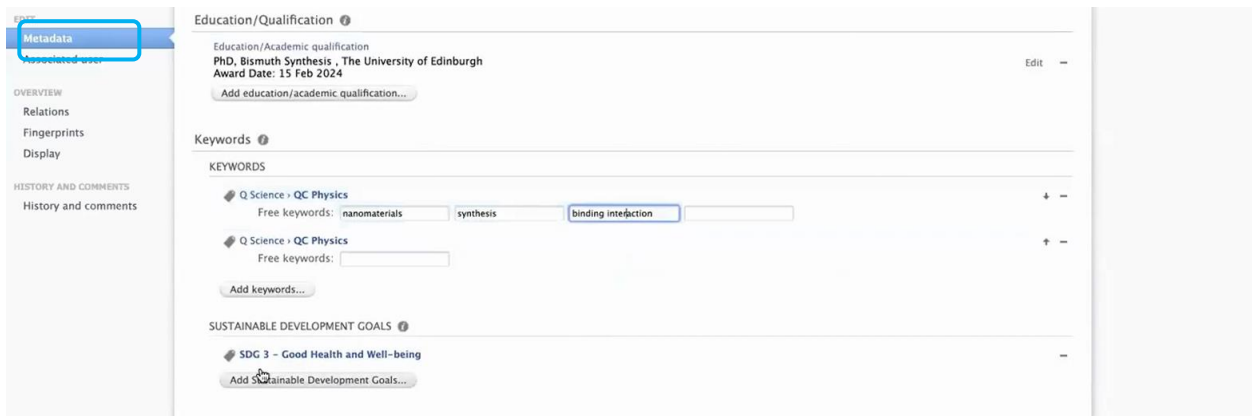 EDIT
Metadata
Associated user
OVERVIEW
Relations
Fingerprints
Display
HISTORY AND COMMENTS
History and comments
Education/Qualification
Education/Academic qualification
PhD, Bismuth Synthesis , The University of Edinburgh
Award Date: 15 Feb 2024
Edit
Add education/academic qualification...
Keywords
KEYWORDS
Q Science › QC Physics
Free keywords: nanomaterials synthesis binding interaction
Q Science › QC Physics
Free keywords:
Add keywords...
SUSTAINABLE DEVELOPMENT GOALS
SDG 3 - Good Health and Well-being
Add Sustainable Development Goals...